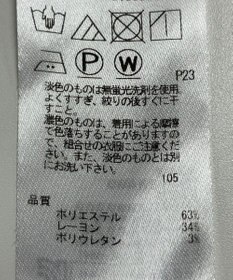 P W
P23
淡色のものは無蛍光洗剤を使用
よくすすぎ、絞りの後すぐに干
すこと。
濃色のものは、着用による摩擦
で色落ちすることがありますの
で、組合せの衣服にご注意下さ
い。また、淡色のものとは別
にお洗い下さい。
105
品質
ポリエステル 63%
レーヨン 34%
ポリウレタン 3%